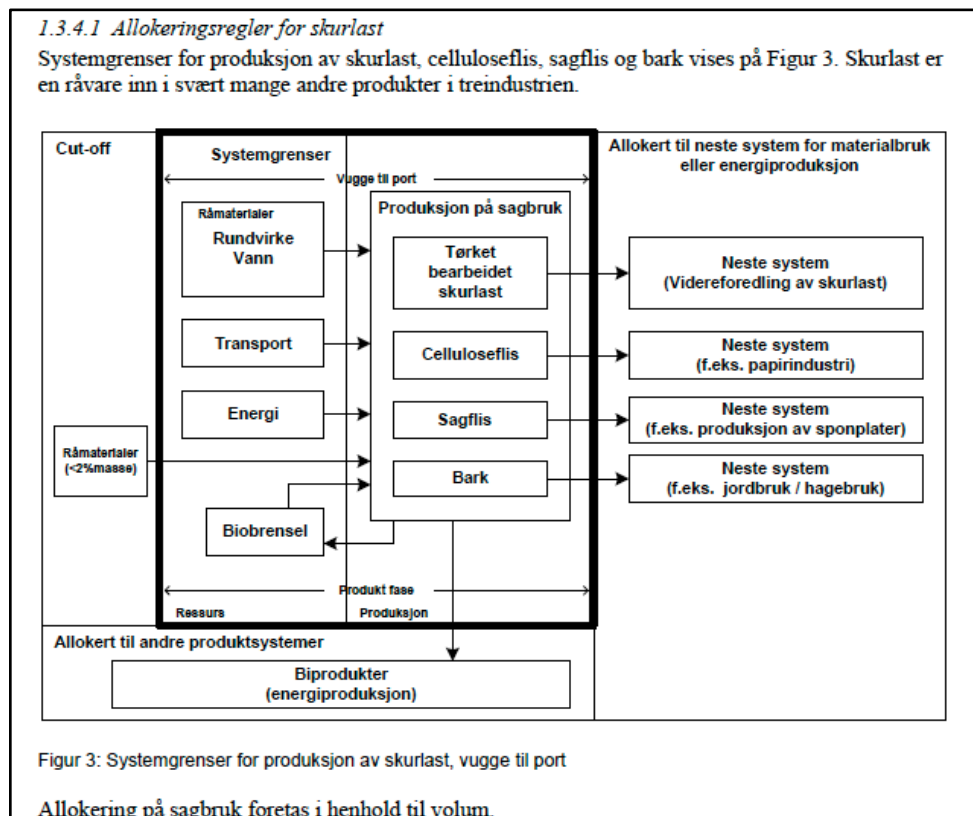 1.3.4.1 Allokeringsregler for skurlast
Systemgrenser for produksjon av skurlast, celluloseflis, sagflis og bark vises på Figur 3. Skurlast er
en råvare inn i svært mange andre produkter i treindustrien.
Cut-off
Systemgrenser
Vugge til port
Allokert til neste system for materialbruk
eller energiproduksjon
Råmaterialer
Rundvirke
Vann
Transport
Energi
Råmaterialer
(<2%masse)
Biobrensel
Produksjon på sagbruk
Tørket
bearbeidet
skurlast
Celluloseflis
Sagflis
Bark
Neste system
(Videreforedling av skurlast)
Neste system
(f.eks. papirindustri)
Neste system
(f.eks. produksjon av sponplater)
Neste system
(f.eks. jordbruk / hagebruk)
Produkt fase
Ressurs
Produksjon
Allokert til andre produktsystemer
Biprodukter
(energiproduksjon)
Figur 3: Systemgrenser for produksjon av skurlast, vugge til port
Allokering på sagbruk foretas i henhold til volum.